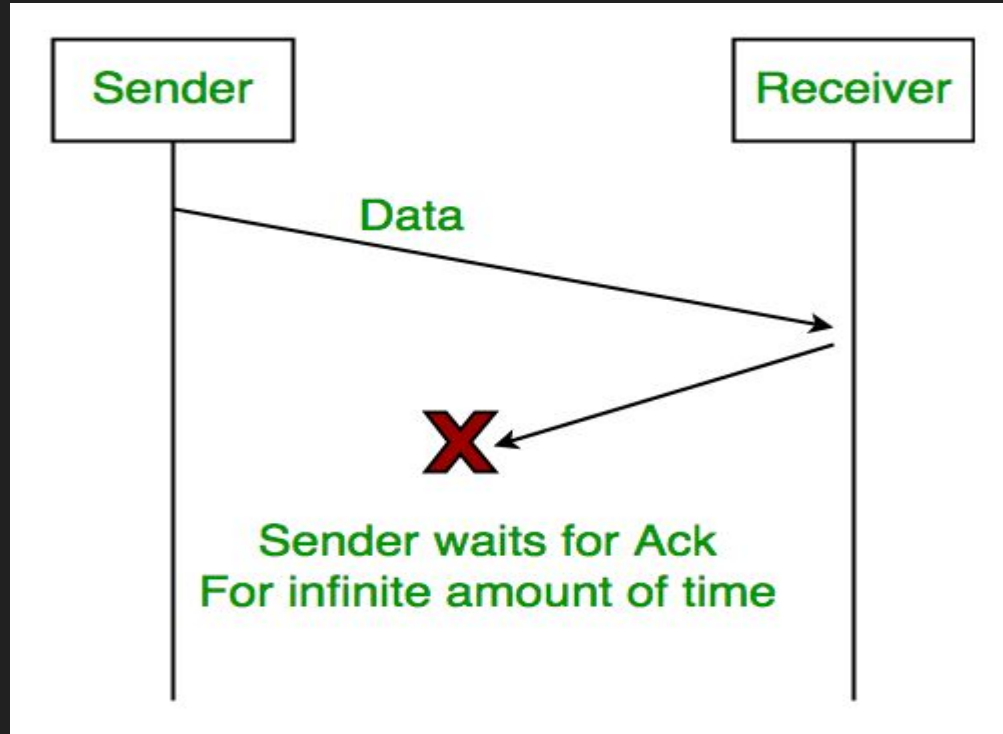 Sender
Receiver
Data
X
Sender waits for Ack
For infinite amount of time